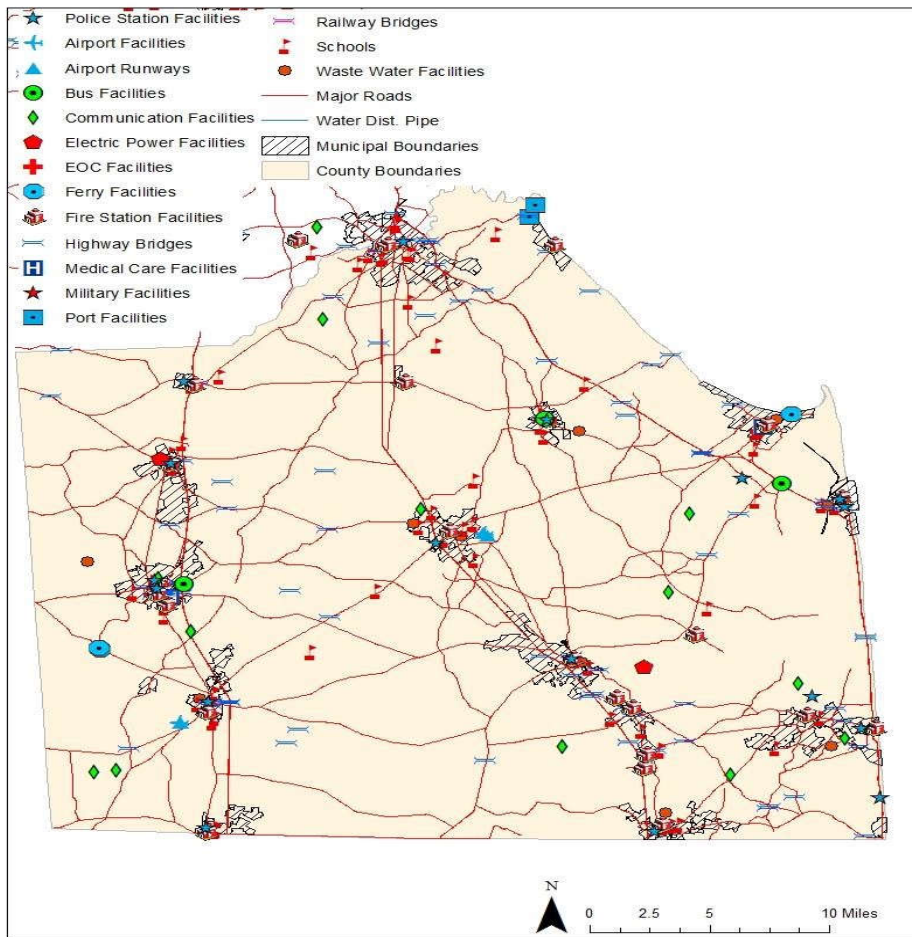 Police Station Facilities
Airport Facilities
Airport Runways
Bus Facilities
Communication Facilities
Electric Power Facilities
EOC Facilities
Ferry Facilities
Fire Station Facilities
Highway Bridges
H Medical Care Facilities
Military Facilities
Port Facilities
Railway Bridges
Schools
Waste Water Facilities
Major Roads
Water Dist. Pipe
Municipal Boundaries
County Boundaries
N
0 2.5 5 10 Miles